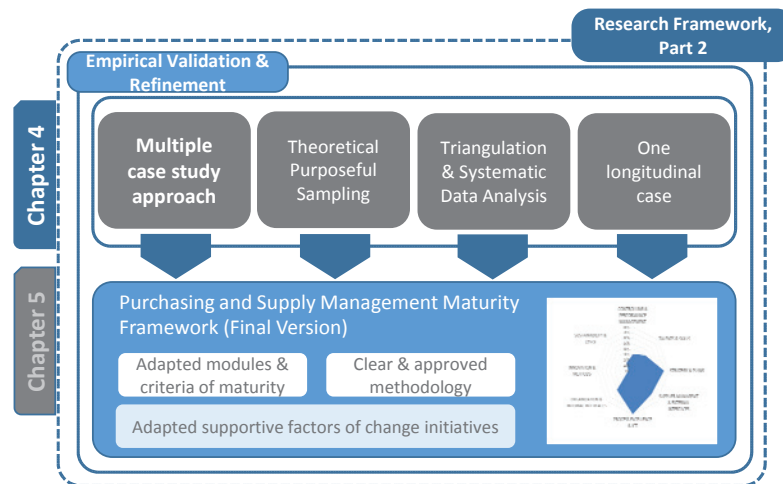 Research Framework,
Part 2
Empirical Validation &
Refinement
Chapter 4
Multiple
case study
approach
Theoretical
Purposeful
Sampling
Triangulation
& Systematic
Data Analysis
One
longitudinal
case
Chapter 5
Purchasing and Supply Management Maturity
Framework (Final Version)
Adapted modules &
criteria of maturity
Clear & approved
methodology
Adapted supportive factors of change initiatives